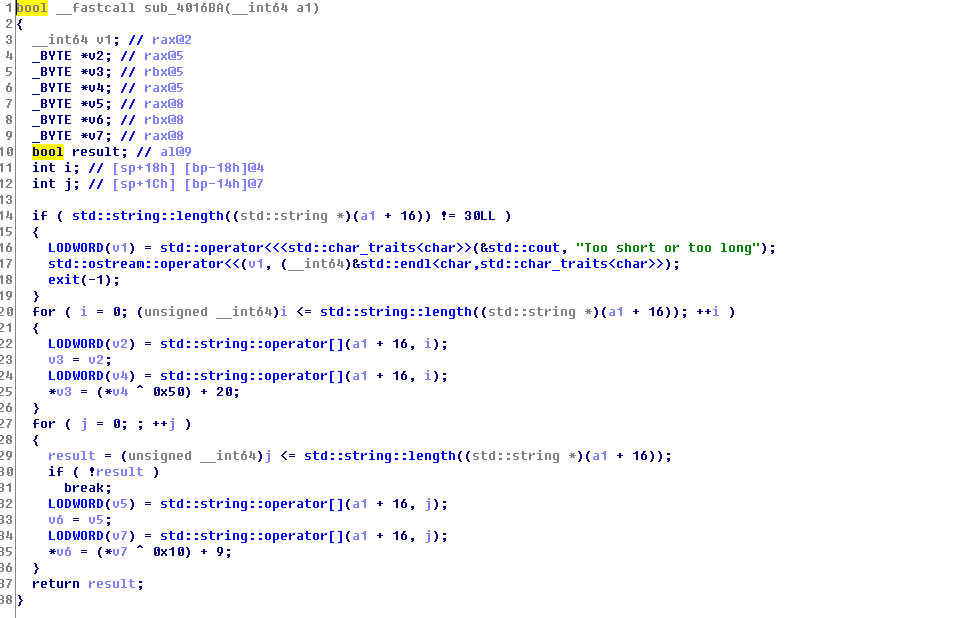 1 bool __fastcall sub_4016BA(__int64 a1)
2 {
3 __int64 v1; // rax@2
4 _BYTE *v2; // rax@5
5 _BYTE *v3; // rbx@5
6 _BYTE *v4; // rax@5
7 _BYTE *v5; // rax@8
8 _BYTE *v6; // rbx@8
9 _BYTE *v7; // rax@8
10 bool result; // al@9
11 int i; // [sp+18h] [bp-18h]@4
12 int j; // [sp+1Ch] [bp-14h]@7
13
14 if ( std::string::length((std::string *)(a1 + 16)) != 30LL )
15 {
16 LODWORD(v1) = std::operator<<<std::char_traits<char>>(&std::cout, "Too short or too long");
17 std::ostream::operator<<(v1, (__int64)&std::endl<char,std::char_traits<char>>);
18 exit(-1);
19 }
20 for ( i = 0; (unsigned __int64)i <= std::string::length((std::string *)(a1 + 16)); ++i )
21 {
22 LODWORD(v2) = std::string::operator[](a1 + 16, i);
23 v3 = v2;
24 LODWORD(v4) = std::string::operator[](a1 + 16, i);
25 *v3 = (*v4 ^ 0x50) + 20;
26 }
27 for ( j = 0; ; ++j )
28 {
29 result = (unsigned __int64)j <= std::string::length((std::string *)(a1 + 16));
30 if ( !result )
31 break;
32 LODWORD(v5) = std::string::operator[](a1 + 16, j);
33 v6 = v5;
34 LODWORD(v7) = std::string::operator[](a1 + 16, j);
35 *v6 = (*v7 ^ 0x10) + 9;
36 }
37 return result;
38 }